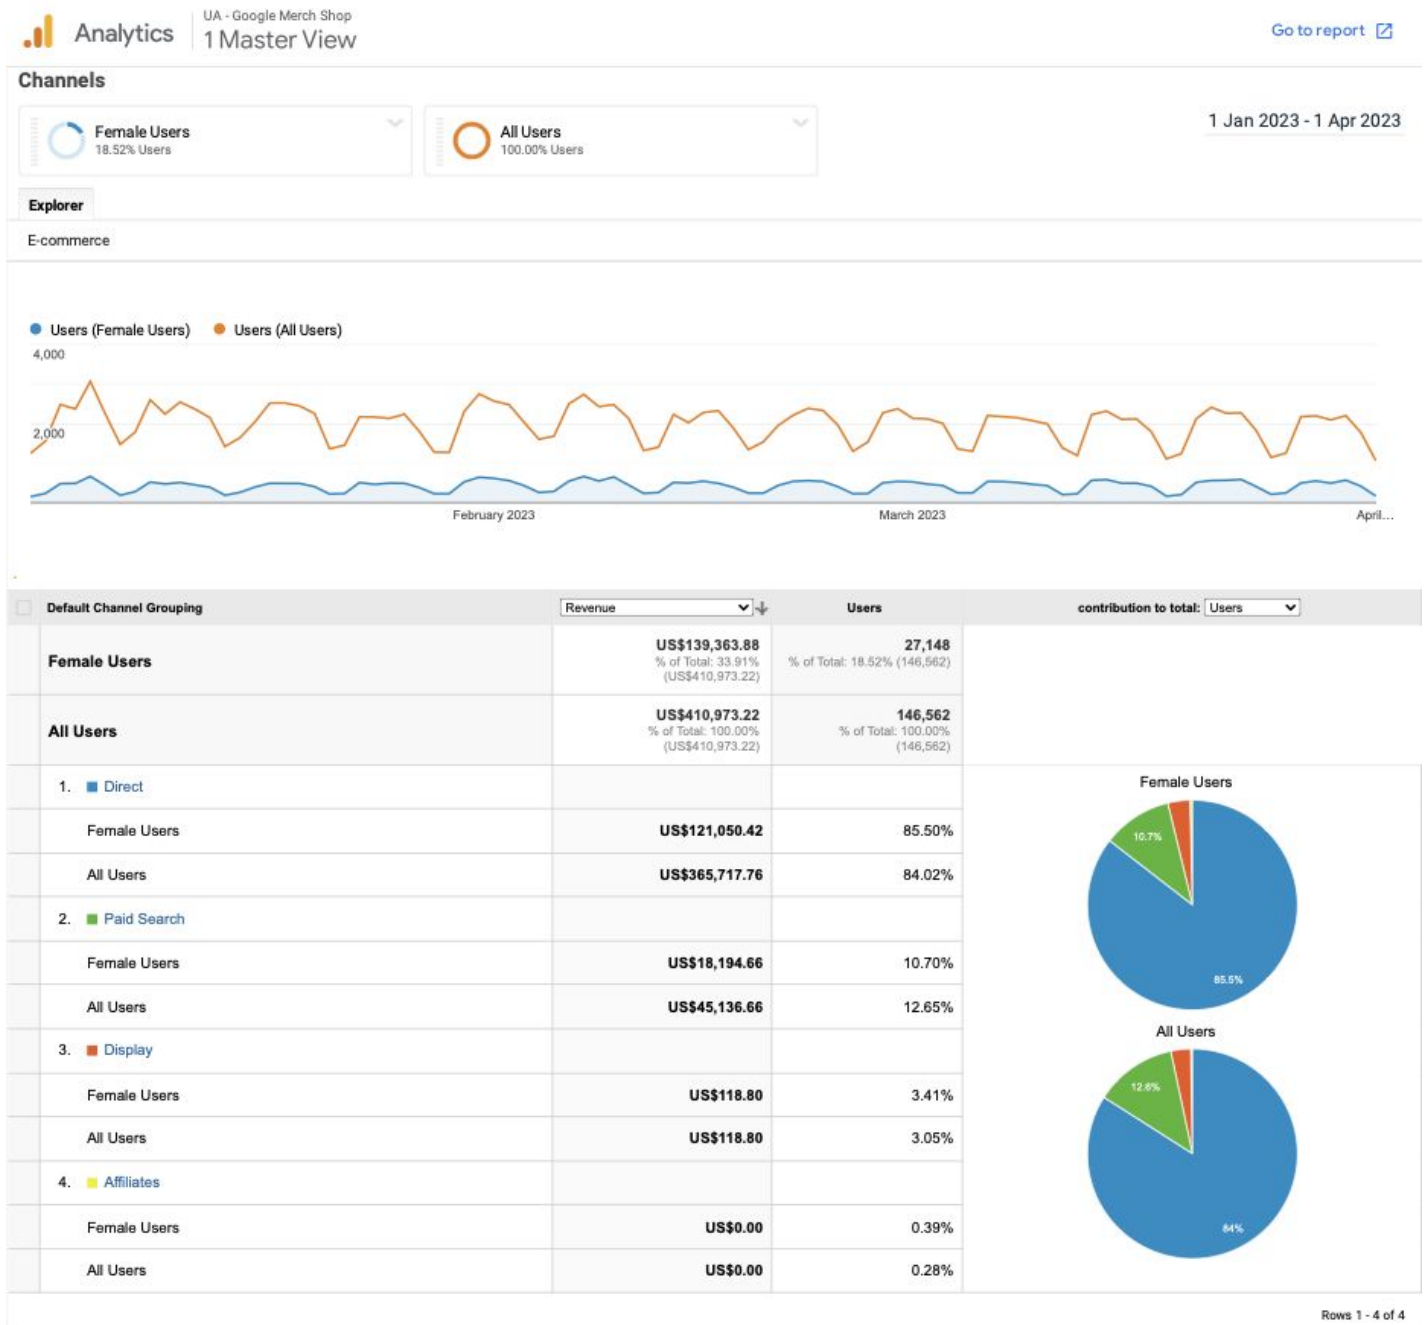 Analytics
UA - Google Merch Shop
1 Master View
Go to report
Channels
Female Users
18.52% Users
All Users
100.00% Users
1 Jan 2023 - 1 Apr 2023
Explorer
E-commerce
Users (Female Users) Users (All Users)
4,000
2,000
February 2023 March 2023 April...
Default Channel Grouping Revenue Users contribution to total: Users
Female Users
US$139,363.88
% of Total: 33.91%
(US$410,973.22)
27,148
% of Total: 18.52% (146,562)
All Users
US$410,973.22
% of Total: 100.00%
(US$410,973.22)
146,562
% of Total: 100.00%
(146,562)
1. Direct
Female Users US$121,050.42 85.50%
All Users US$365,717.76 84.02%
2. Paid Search
Female Users US$18,194.66 10.70%
All Users US$45,136.66 12.65%
3. Display
Female Users US$118.80 3.41%
All Users US$118.80 3.05%
4. Affiliates
Female Users US$0.00 0.39%
All Users US$0.00 0.28%
Female Users
10.7%
85.5%
All Users
12.6%
84%
Rows 1 - 4 of 4